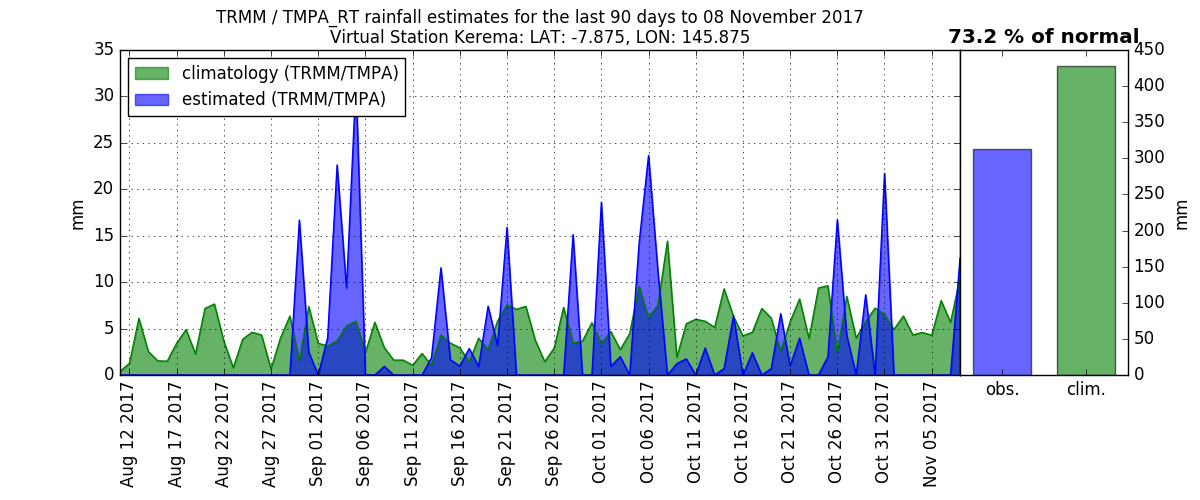 TRMM / TMPA_RT rainfall estimates for the last 90 days to 08 November 2017
Virtual Station Kerema: LAT: -7.875, LON: 145.875
73.2 % of normal
climatology (TRMM/TMPA)
estimated (TRMM/TMPA)
35
30
25
20
15
10
5
0
mm
450
400
350
300
250
200
150
100
50
0
mm
Aug 12 2017
Aug 17 2017
Aug 22 2017
Aug 27 2017
Sep 01 2017
Sep 06 2017
Sep 11 2017
Sep 16 2017
Sep 21 2017
Sep 26 2017
Oct 01 2017
Oct 06 2017
Oct 11 2017
Oct 16 2017
Oct 21 2017
Oct 26 2017
Oct 31 2017
Nov 05 2017
obs.
clim.